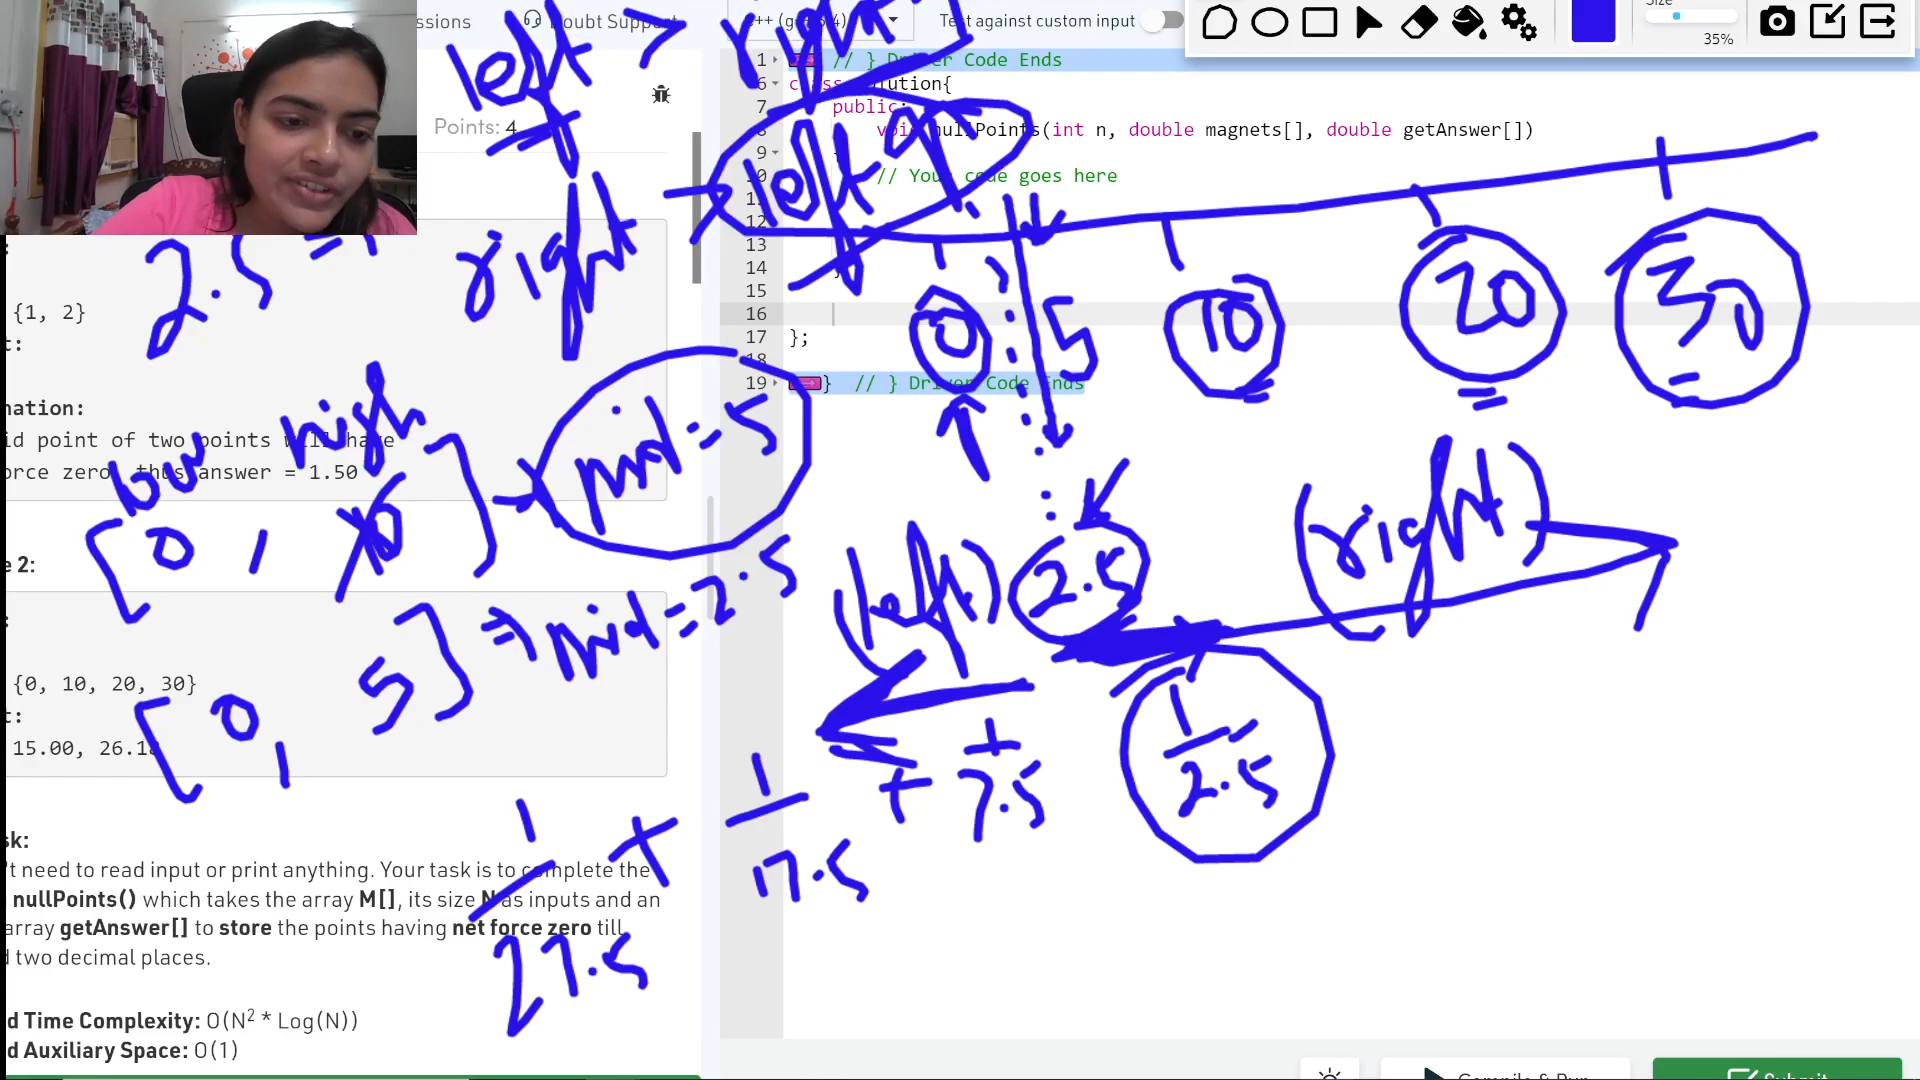 ssions
Doubt Support
Test against custom input
35%
Points: 4
left > right
right → left ↑
2.5 =
{1, 2}
nation:
id point of two points will have
orce zero, thus answer = 1.50
e 2:
{0, 10, 20, 30}
15.00, 26.18
sk:
't need to read input or print anything. Your task is to complete the
nullPoints() which takes the array M[], its size N as inputs and an
array getAnswer[] to store the points having net force zero till
d two decimal places.
d Time Complexity: O(N² * Log(N))
d Auxiliary Space: O(1)
low high
[0, 10] → mid = 5
[0, 5] ⇒ mid = 2.5
1 // } Driver Code Ends
6 class Solution{
7 public:
8 void nullPoints(int n, double magnets[], double getAnswer[])
9 {
10 // Your code goes here
11
12
13
14 }
15
16
17 };
18
19 } // } Driver Code Ends
0 5 10 20 30
(left) 2.5 (right)
1/27.5 + 1/17.5 + 1/7.5
1/2.5
Compile & Run
Submit